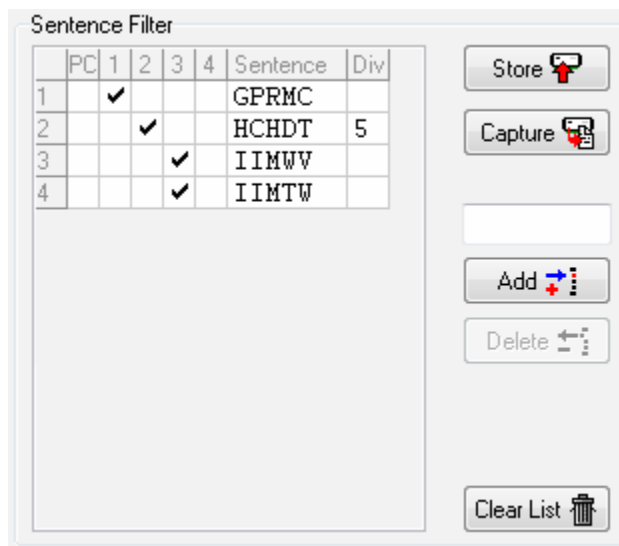 Sentence Filter
PC 1 2 3 4 Sentence Div
1 GPRMC
2 HCHDT 5
3 IIMWV
4 IIMTW
Store
Capture
Add
Delete
Clear List